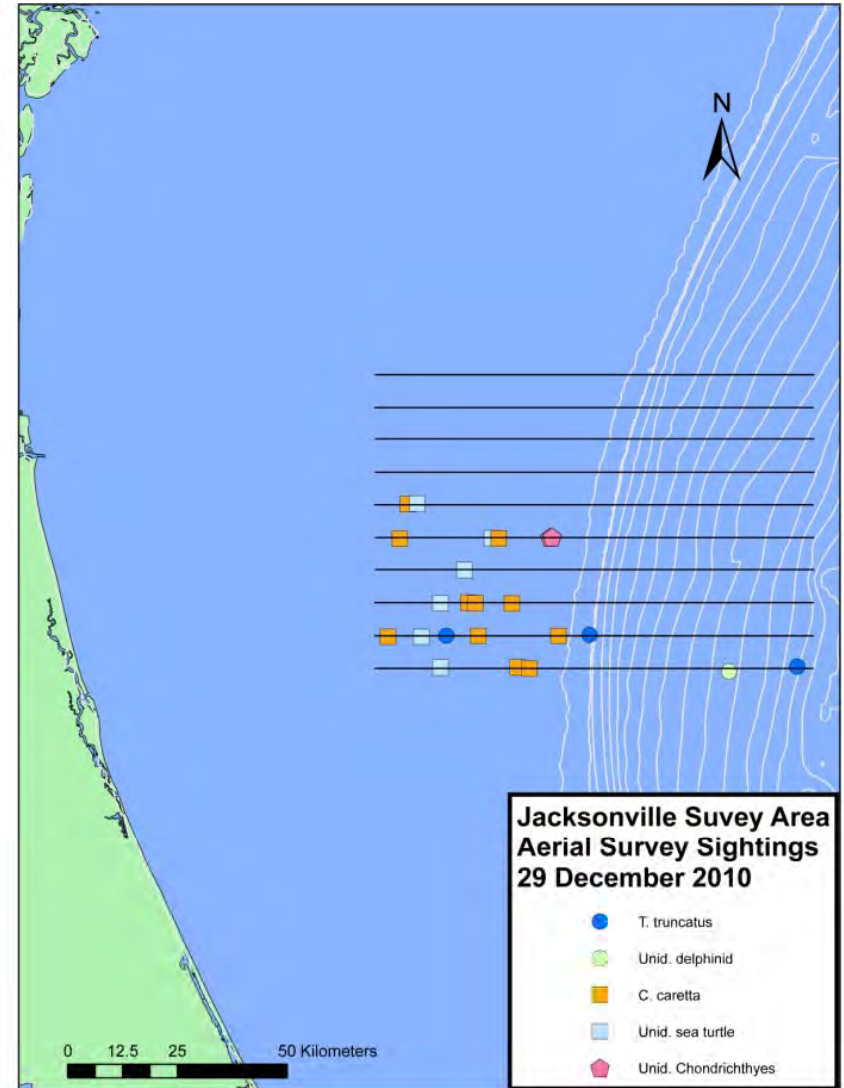 N
Jacksonville Suvey Area
Aerial Survey Sightings
29 December 2010
T. truncatus
Unid. delphinid
C. caretta
Unid. sea turtle
Unid. Chondrichthyes
0 12.5 25 50 Kilometers